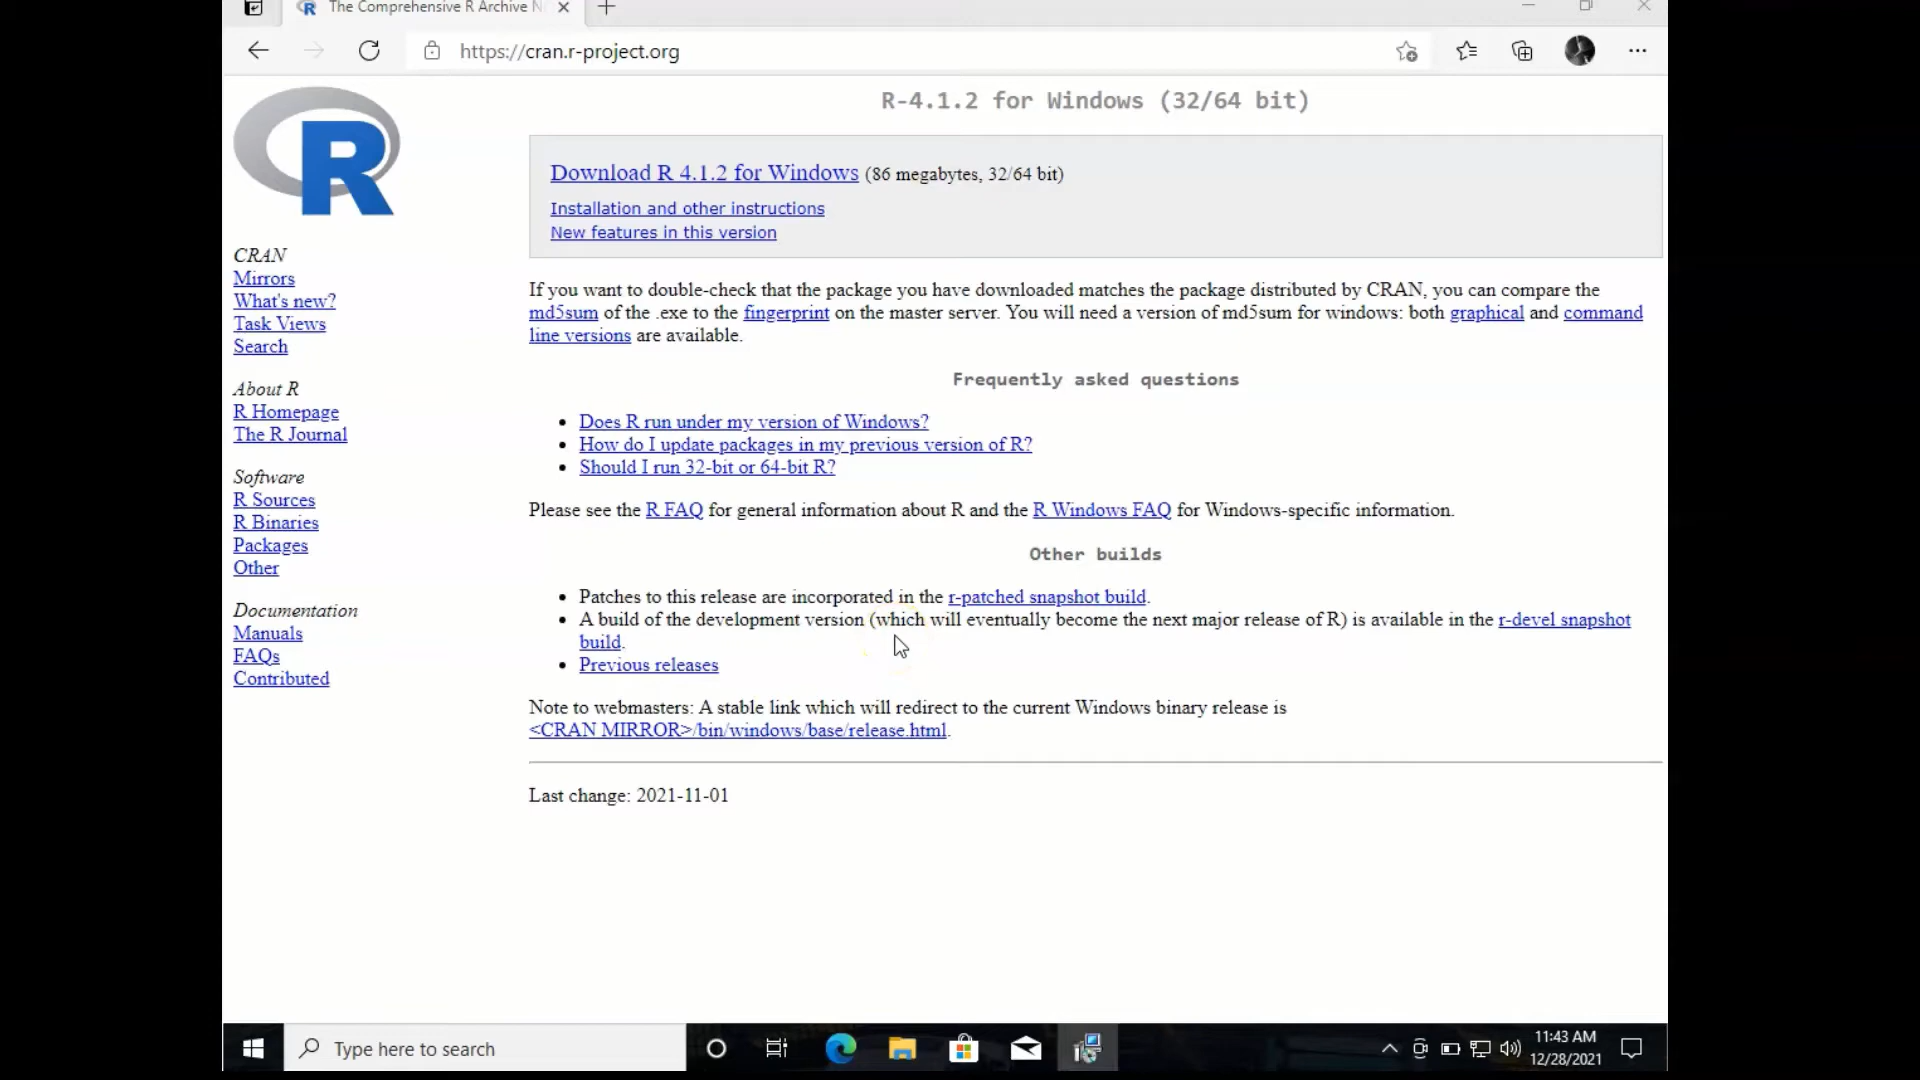 The Comprehensive R Archive N
https://cran.r-project.org
R
R-4.1.2 for Windows (32/64 bit)
Download R 4.1.2 for Windows (86 megabytes, 32/64 bit)
Installation and other instructions
New features in this version
CRAN
Mirrors
What's new?
Task Views
Search
About R
R Homepage
The R Journal
Software
R Sources
R Binaries
Packages
Other
Documentation
Manuals
FAQs
Contributed
If you want to double-check that the package you have downloaded matches the package distributed by CRAN, you can compare the
md5sum of the .exe to the fingerprint on the master server. You will need a version of md5sum for windows: both graphical and command
line versions are available.
Frequently asked questions
Does R run under my version of Windows?
How do I update packages in my previous version of R?
Should I run 32-bit or 64-bit R?
Please see the R FAQ for general information about R and the R Windows FAQ for Windows-specific information.
Other builds
Patches to this release are incorporated in the r-patched snapshot build.
A build of the development version (which will eventually become the next major release of R) is available in the r-devel snapshot
build.
Previous releases
Note to webmasters: A stable link which will redirect to the current Windows binary release is
<CRAN MIRROR>/bin/windows/base/release.html.
Last change: 2021-11-01
Type here to search
11:43 AM
12/28/2021